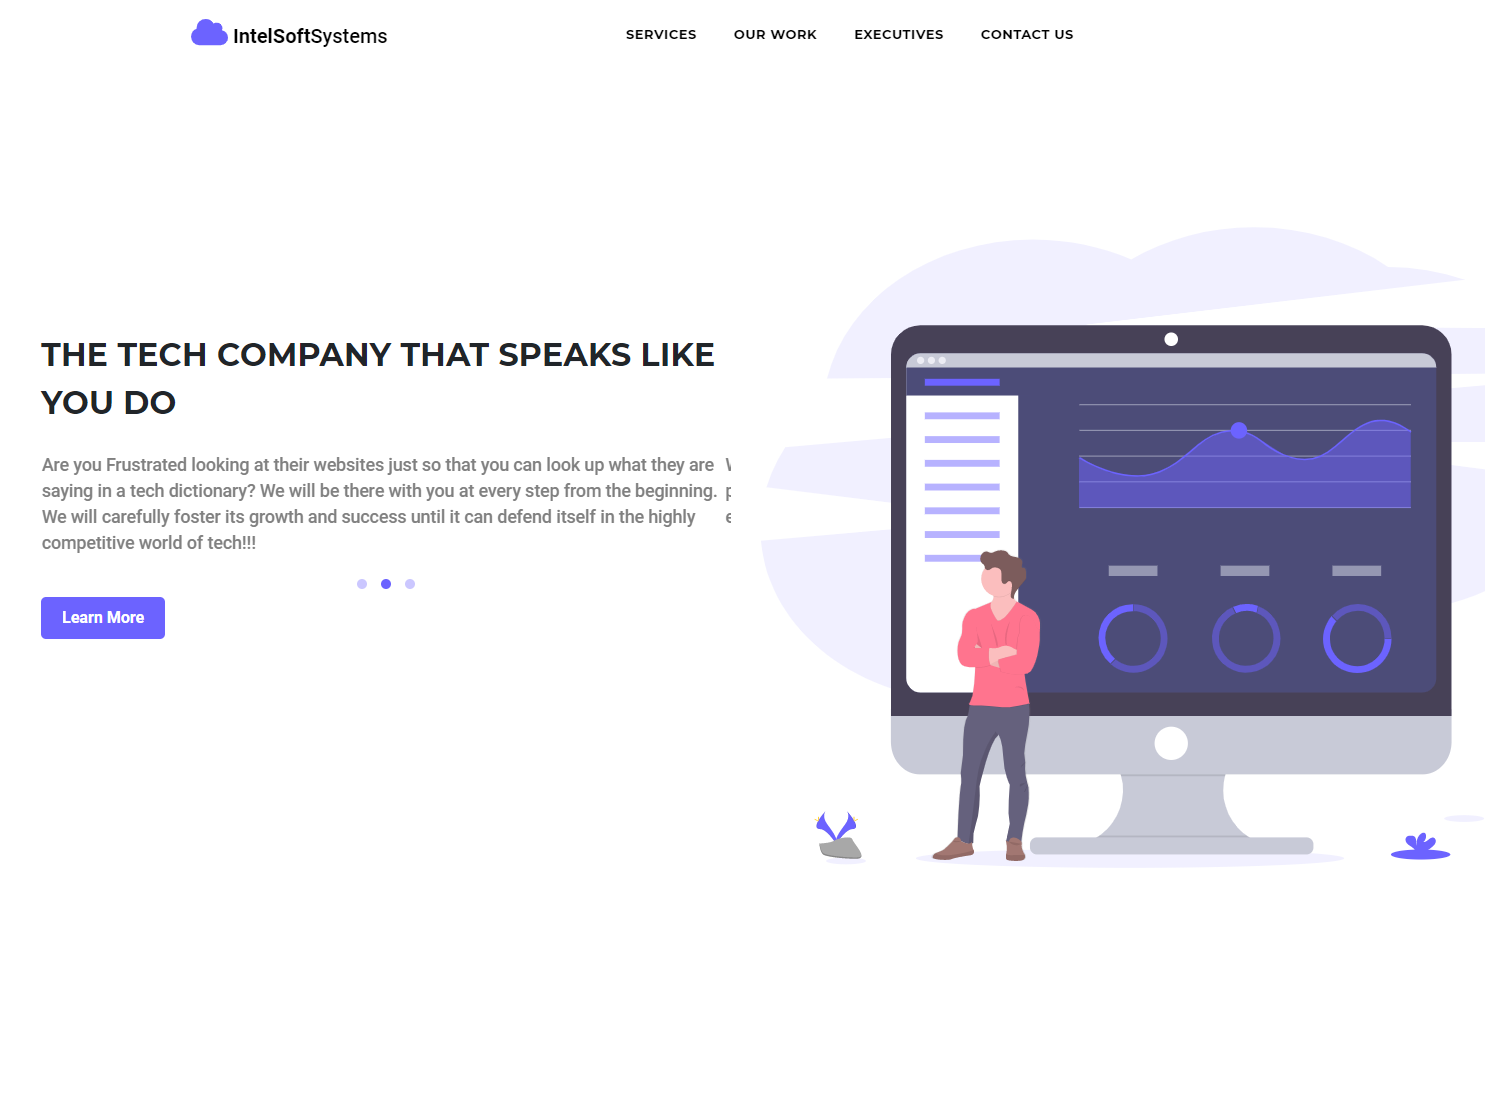 IntelSoftSystems
SERVICES OUR WORK EXECUTIVES CONTACT US
THE TECH COMPANY THAT SPEAKS LIKE
YOU DO
Are you Frustrated looking at their websites just so that you can look up what they are
saying in a tech dictionary? We will be there with you at every step from the beginning.
We will carefully foster its growth and success until it can defend itself in the highly
competitive world of tech!!!
Learn More